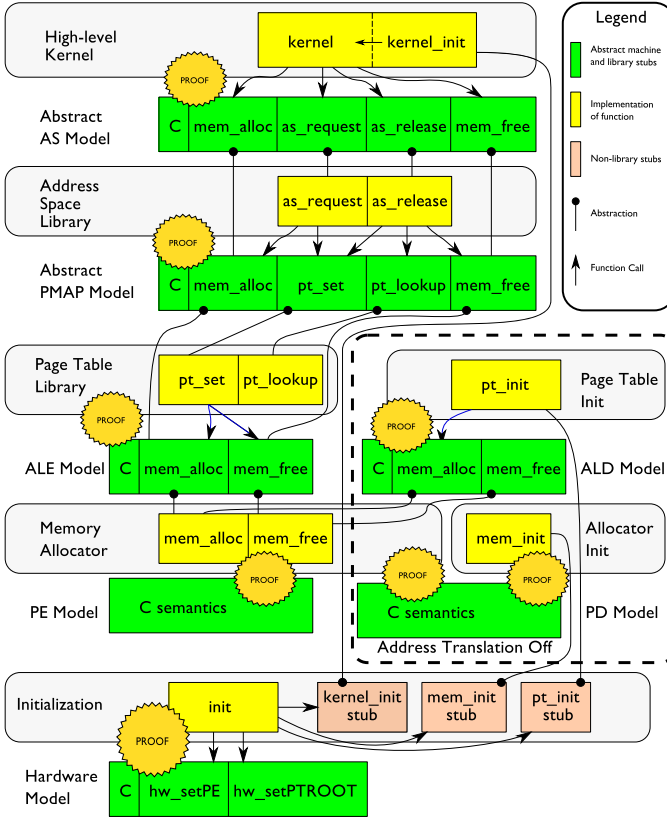 High-level
Kernel
kernel
kernel_init
PROOF
Abstract
AS Model
C
mem_alloc
as_request
as_release
mem_free
Address
Space
Library
as_request
as_release
PROOF
Abstract
PMAP Model
C
mem_alloc
pt_set
pt_lookup
mem_free
Legend
Abstract machine
and library stubs
Implementation
of function
Non-library stubs
Abstraction
Function Call
Page Table
Library
pt_set
pt_lookup
PROOF
ALE Model
C
mem_alloc
mem_free
pt_init
Page Table
Init
PROOF
C
mem_alloc
mem_free
ALD Model
Memory
Allocator
mem_alloc
mem_free
PROOF
PE Model
C semantics
mem_init
Allocator
Init
PROOF
PROOF
C semantics
PD Model
Address Translation Off
Initialization
init
kernel_init
stub
mem_init
stub
pt_init
stub
PROOF
Hardware
Model
C
hw_setPE
hw_setPTROOT